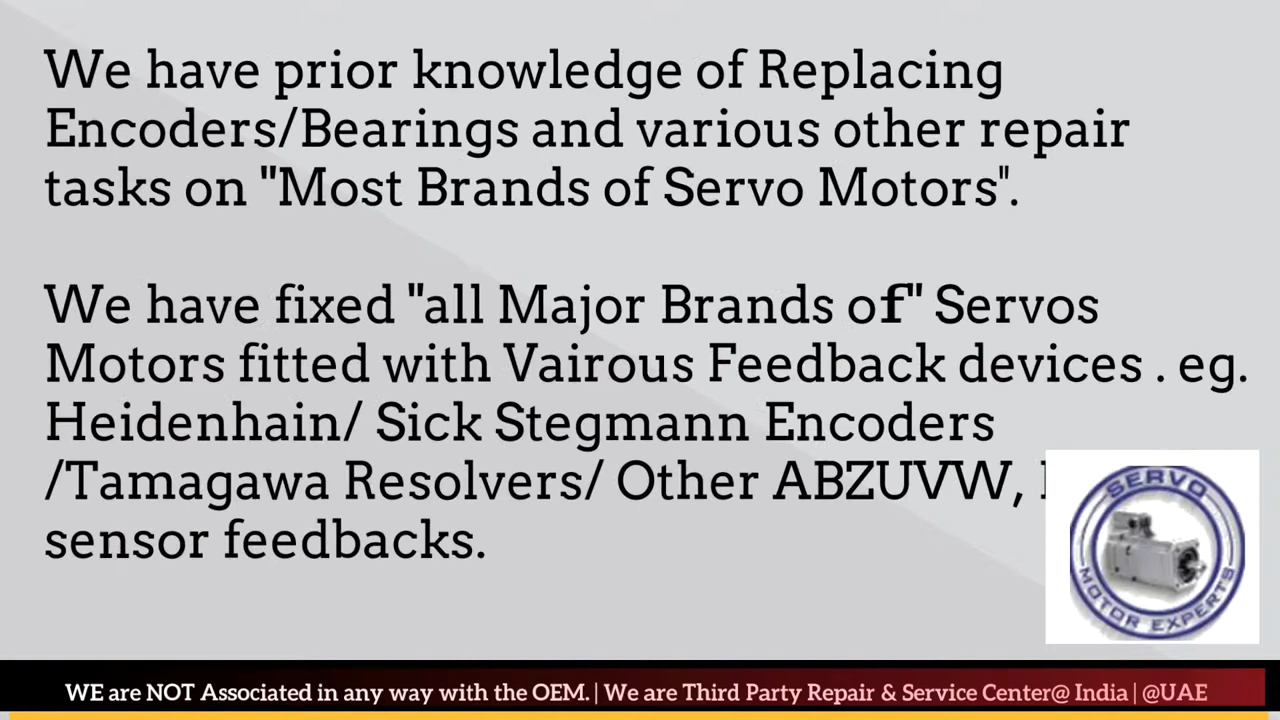 We have prior knowledge of Replacing
Encoders/Bearings and various other repair
tasks on "Most Brands of Servo Motors".
We have fixed "all Major Brands of" Servos
Motors fitted with Vairous Feedback devices . eg.
Heidenhain/ Sick Stegmann Encoders
/Tamagawa Resolvers/ Other ABZUVW,
sensor feedbacks.
SERVO
MOTOR EXPERTS
WE are NOT Associated in any way with the OEM. | We are Third Party Repair & Service Center@ India | @UAE